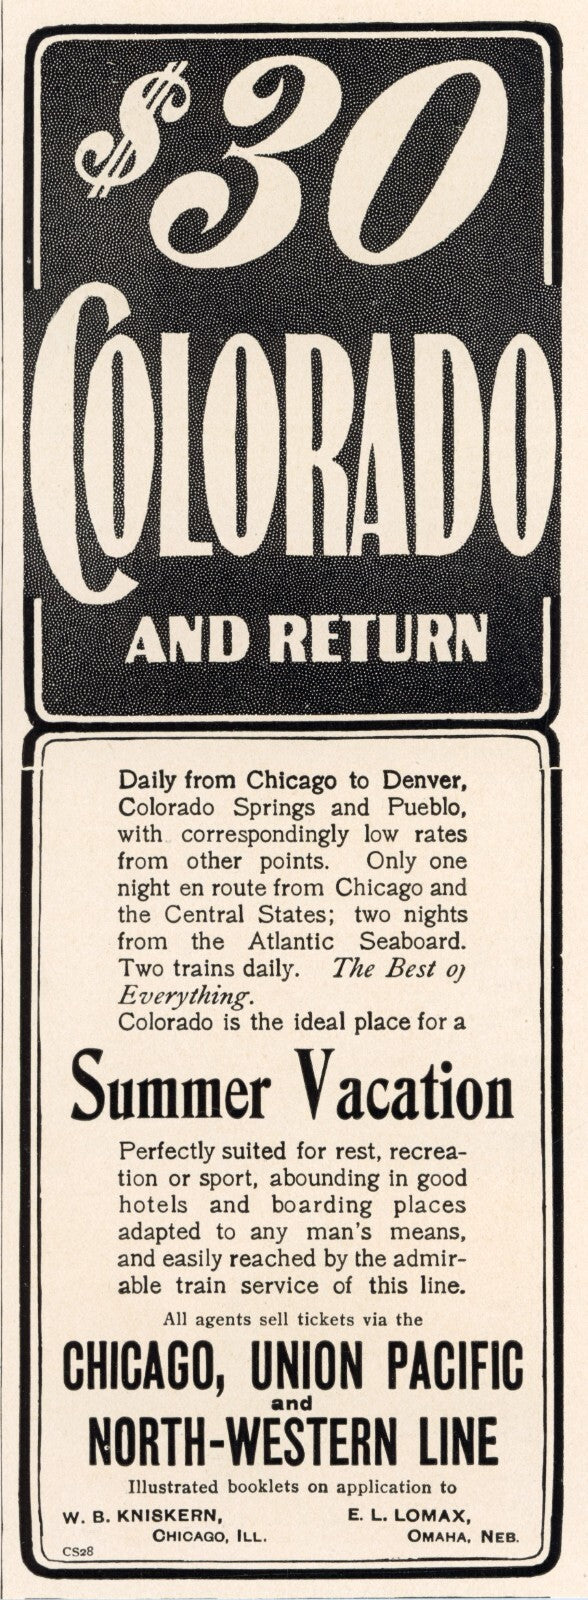 $30
COLORADO
AND RETURN
Daily from Chicago to Denver,
Colorado Springs and Pueblo,
with correspondingly low rates
from other points. Only one
night en route from Chicago and
the Central States; two nights
from the Atlantic Seaboard.
Two trains daily. The Best of
Everything.
Colorado is the ideal place for a
Summer Vacation
Perfectly suited for rest, recrea-
tion or sport, abounding in good
hotels and boarding places
adapted to any man's means,
and easily reached by the admir-
able train service of this line.
All agents sell tickets via the
CHICAGO, UNION PACIFIC
and
NORTH-WESTERN LINE
Illustrated booklets on application to
W. B. KNISKERN, E. L. LOMAX,
CHICAGO, ILL. OMAHA, NEB.
CS28